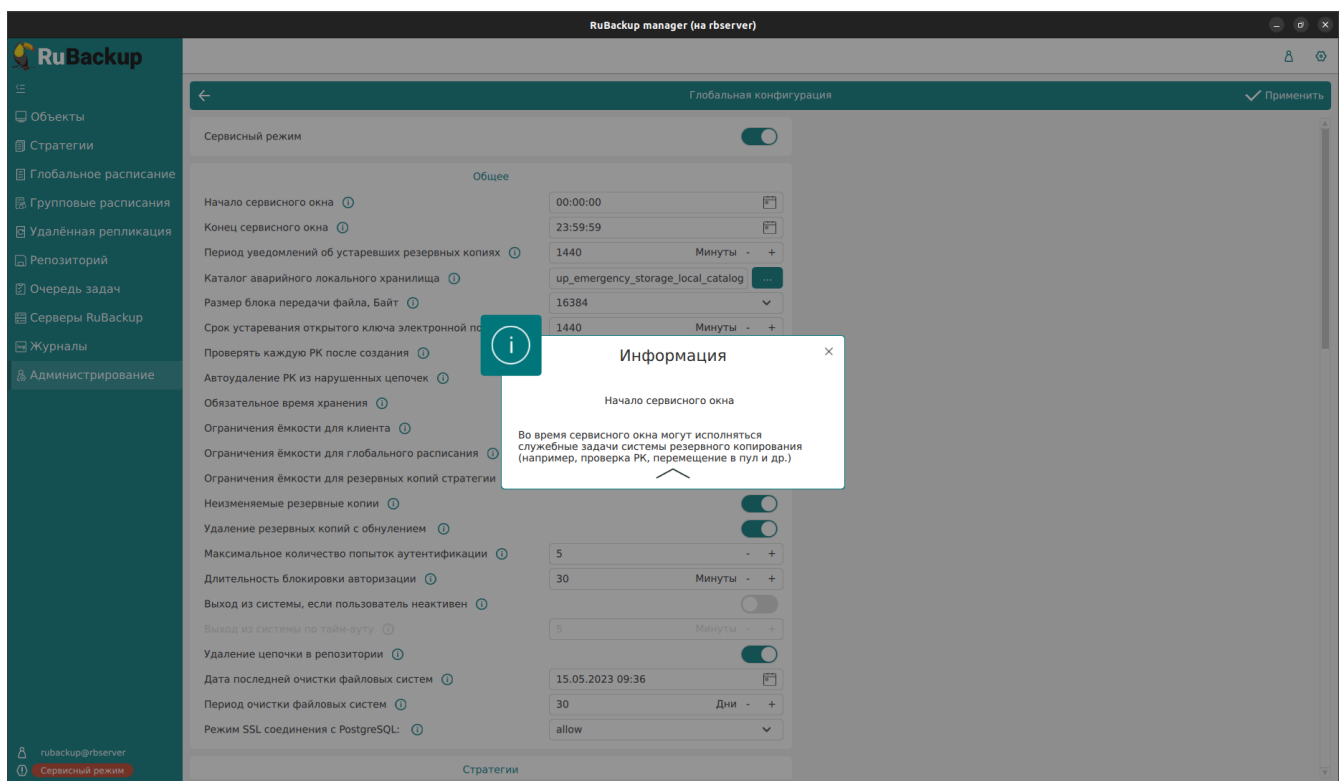 RuBackup manager (на rbserver)
RuBackup
Объекты
Стратегии
Глобальное расписание
Групповые расписания
Удалённая репликация
Репозиторий
Очередь задач
Серверы RuBackup
Журналы
Администрирование
rubackup@rbserver
Сервисный режим
Глобальная конфигурация
Применить
Сервисный режим
Общее
Начало сервисного окна 00:00:00
Конец сервисного окна 23:59:59
Период уведомлений об устаревших резервных копиях 1440 Минуты - +
Каталог аварийного локального хранилища up_emergency_storage_local_catalog ...
Размер блока передачи файла, Байт 16384
Срок устаревания открытого ключа электронной по 1440 Минуты - +
Проверять каждую РК после создания
Автоудаление РК из нарушенных цепочек
Обязательное время хранения
Ограничения ёмкости для клиента
Ограничения ёмкости для глобального расписания
Ограничения ёмкости для резервных копий стратегии
Информация
Начало сервисного окна
Во время сервисного окна могут исполняться
служебные задачи системы резервного копирования
(например, проверка РК, перемещение в пул и др.)
Неизменяемые резервные копии
Удаление резервных копий с обнулением
Максимальное количество попыток аутентификации 5 - +
Длительность блокировки авторизации 30 Минуты - +
Выход из системы, если пользователь неактивен
Выход из системы по тайм-ауту 5 Минуты - +
Удаление цепочки в репозитории
Дата последней очистки файловых систем 15.05.2023 09:36
Период очистки файловых систем 30 Дни - +
Режим SSL соединения с PostgreSQL: allow
Стратегии